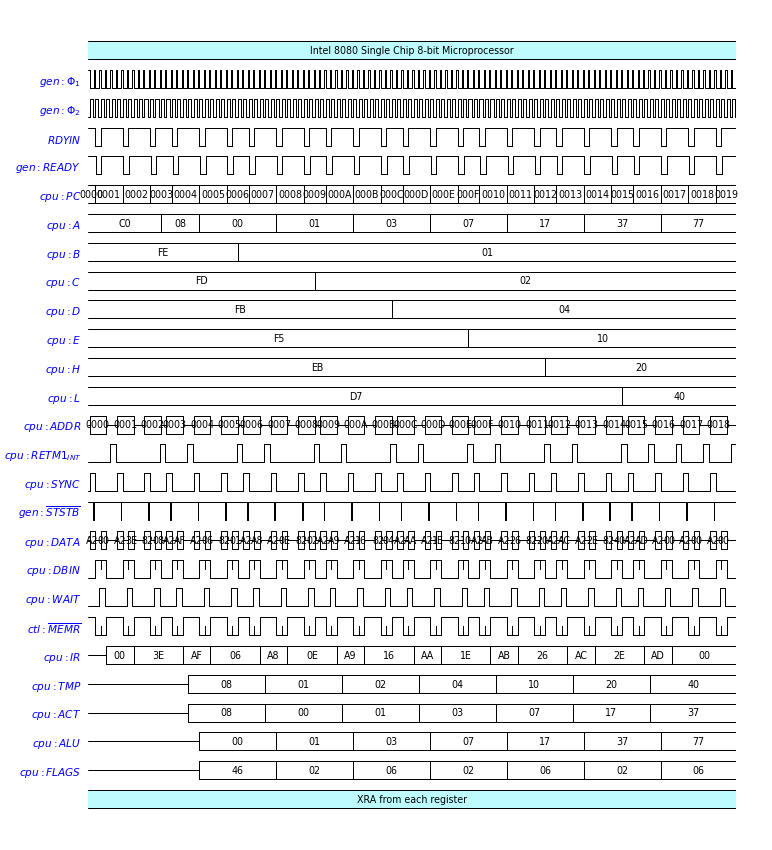 Intel 8080 Single Chip 8-bit Microprocessor
gen:Φ1
gen:Φ2
RDYIN
gen:READY
cpu:PC 0000 0001 0002 0003 0004 0005 0006 0007 0008 0009 000A 000B 000C 000D 000E 000F 0010 0011 0012 0013 0014 0015 0016 0017 0018 0019
cpu:A C0 08 00 01 03 07 17 37 77
cpu:B FE 01
cpu:C FD 02
cpu:D FB 04
cpu:E F5 10
cpu:H EB 20
cpu:L D7 40
cpu:ADDR 0000 0001 0002 0003 0004 0005 0006 0007 0008 0009 000A 000B 000C 000D 000E 000F 0010 0011 0012 0013 0014 0015 0016 0017 0018
cpu:RETM1INT
cpu:SYNC
gen:STSTB
cpu:DATA
cpu:DBIN
cpu:WAIT
ctl:MEMR
cpu:IR 00 3E AF 06 A8 0E A9 16 AA 1E AB 26 AC 2E AD 00
cpu:TMP 08 01 02 04 10 20 40
cpu:ACT 08 00 01 03 07 17 37
cpu:ALU 00 01 03 07 17 37 77
cpu:FLAGS 46 02 06 02 06 02 06
XRA from each register